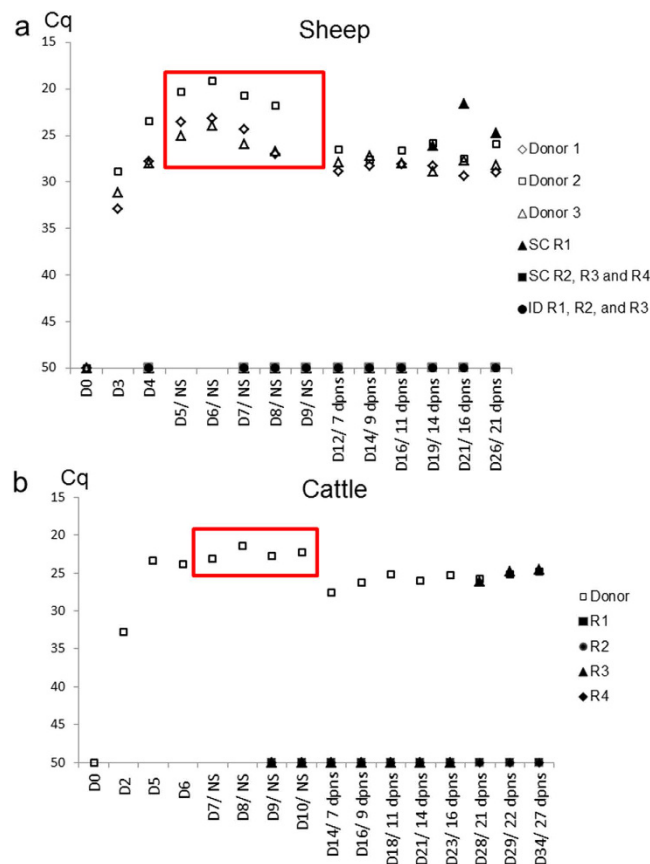 a
Cq
Sheep
15
20
25
30
35
40
45
50
D0
D3
D4
D5/ NS
D6/ NS
D7/ NS
D8/ NS
D9/ NS
D12/ 7 dpns
D14/ 9 dpns
D16/ 11 dpns
D19/ 14 dpns
D21/ 16 dpns
D26/ 21 dpns
Donor 1
Donor 2
Donor 3
SC R1
SC R2, R3 and R4
ID R1, R2, and R3
b
Cq
Cattle
15
20
25
30
35
40
45
50
D0
D2
D5
D6
D7/ NS
D8/ NS
D9/ NS
D10/ NS
D14/ 7 dpns
D16/ 9 dpns
D18/ 11 dpns
D21/ 14 dpns
D23/ 16 dpns
D28/ 21 dpns
D29/ 22 dpns
D34/ 27 dpns
Donor
R1
R2
R3
R4